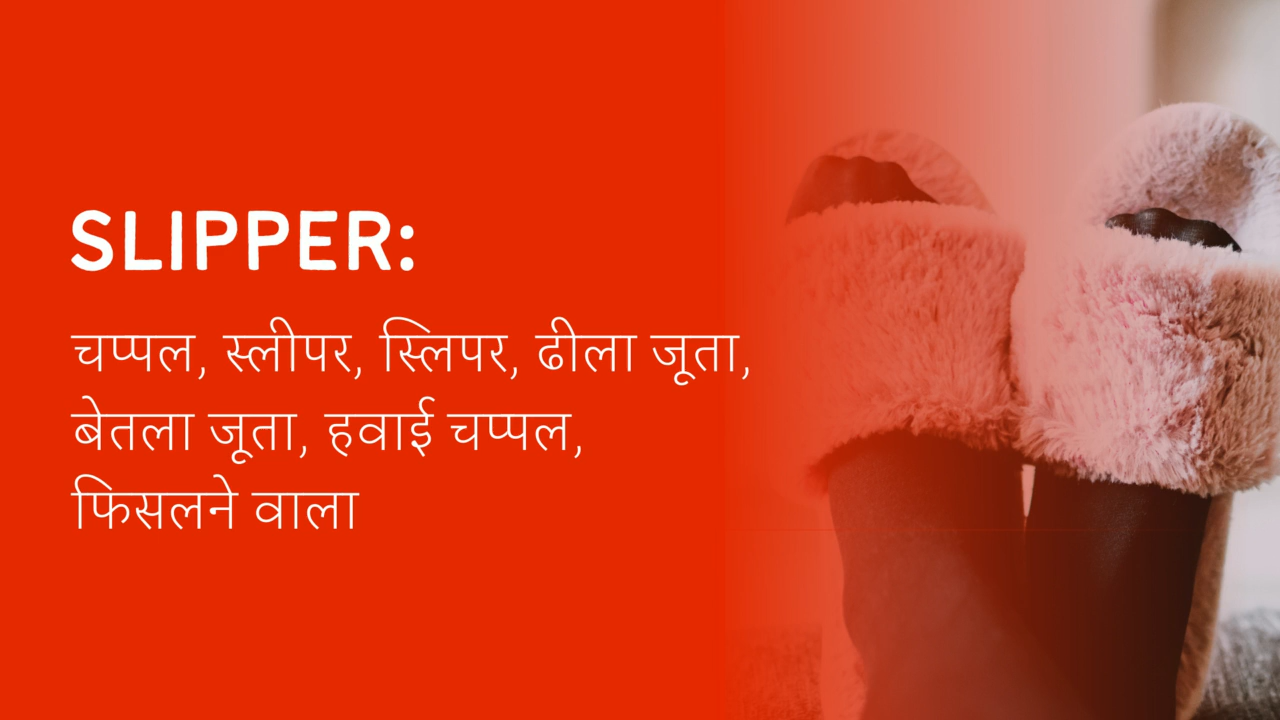 SLIPPER:
चप्पल, स्लीपर, स्लिपर, ढीला जूता,
बेतला जूता, हवाई चप्पल,
फिसलने वाला